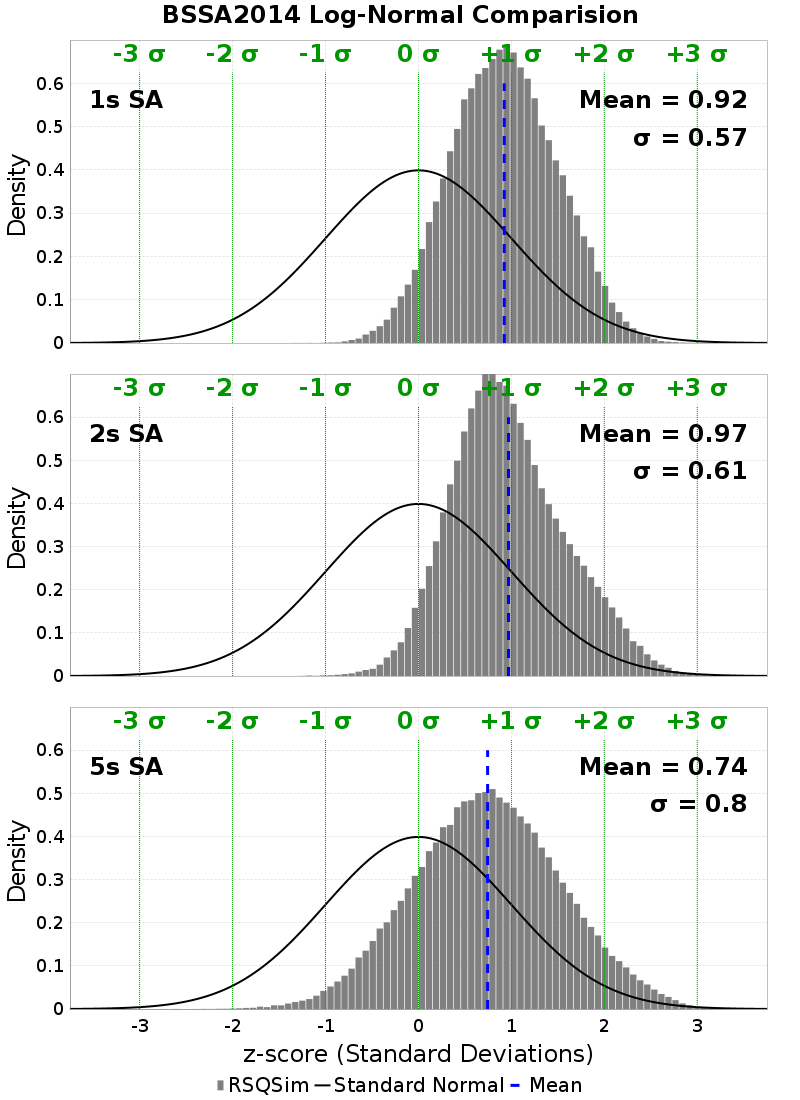 BSSA2014 Log-Normal Comparision
-3 σ -2 σ -1 σ 0 σ +1 σ +2 σ +3 σ
1s SA
Mean = 0.92
σ = 0.57
Density
0.6
0.5
0.4
0.3
0.2
0.1
0
-3 σ -2 σ -1 σ 0 σ +1 σ +2 σ +3 σ
2s SA
Mean = 0.97
σ = 0.61
Density
0.6
0.5
0.4
0.3
0.2
0.1
0
-3 σ -2 σ -1 σ 0 σ +1 σ +2 σ +3 σ
5s SA
Mean = 0.74
σ = 0.8
Density
0.6
0.5
0.4
0.3
0.2
0.1
0
-3 -2 -1 0 1 2 3
z-score (Standard Deviations)
RSQSim Standard Normal Mean